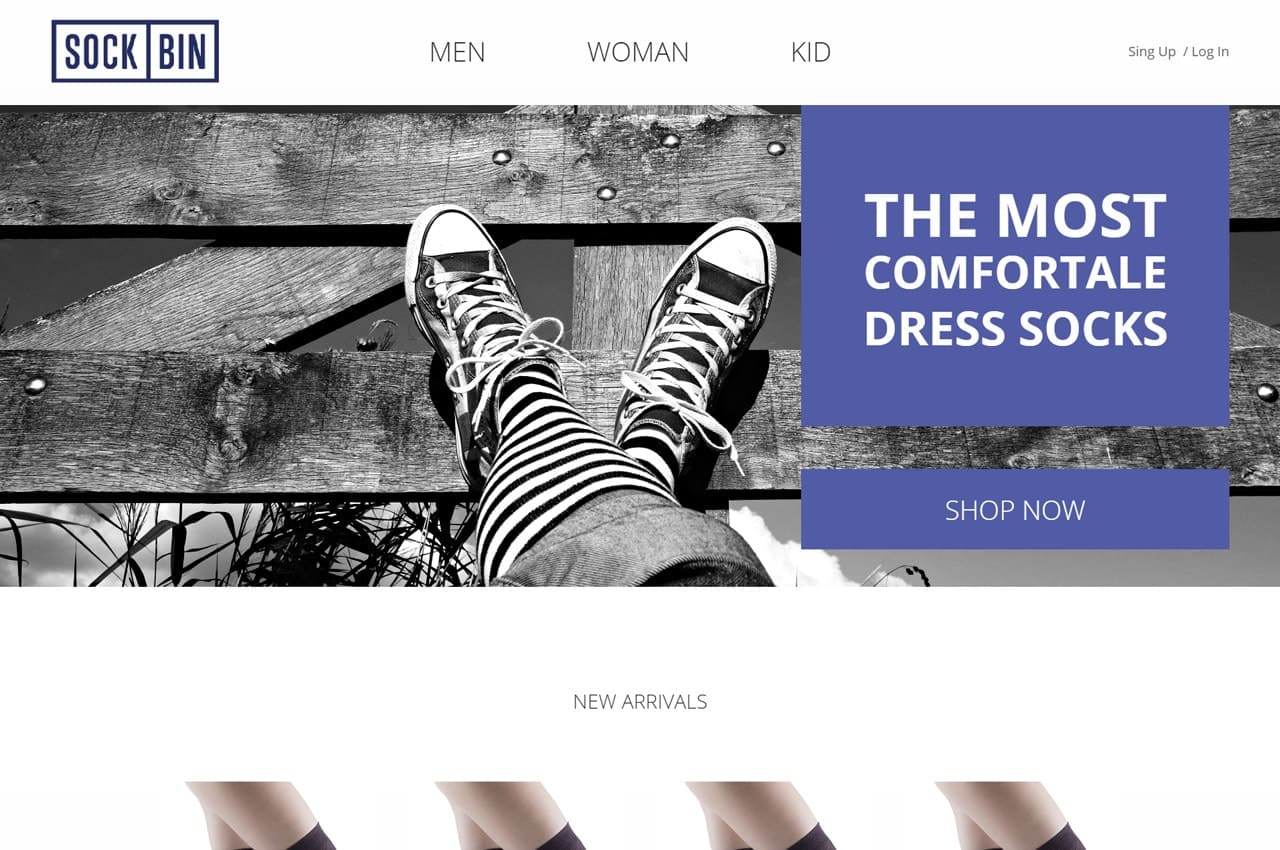 SOCK BIN
MEN WOMAN KID
Sing Up / Log In
THE MOST
COMFORTALE
DRESS SOCKS
SHOP NOW
NEW ARRIVALS